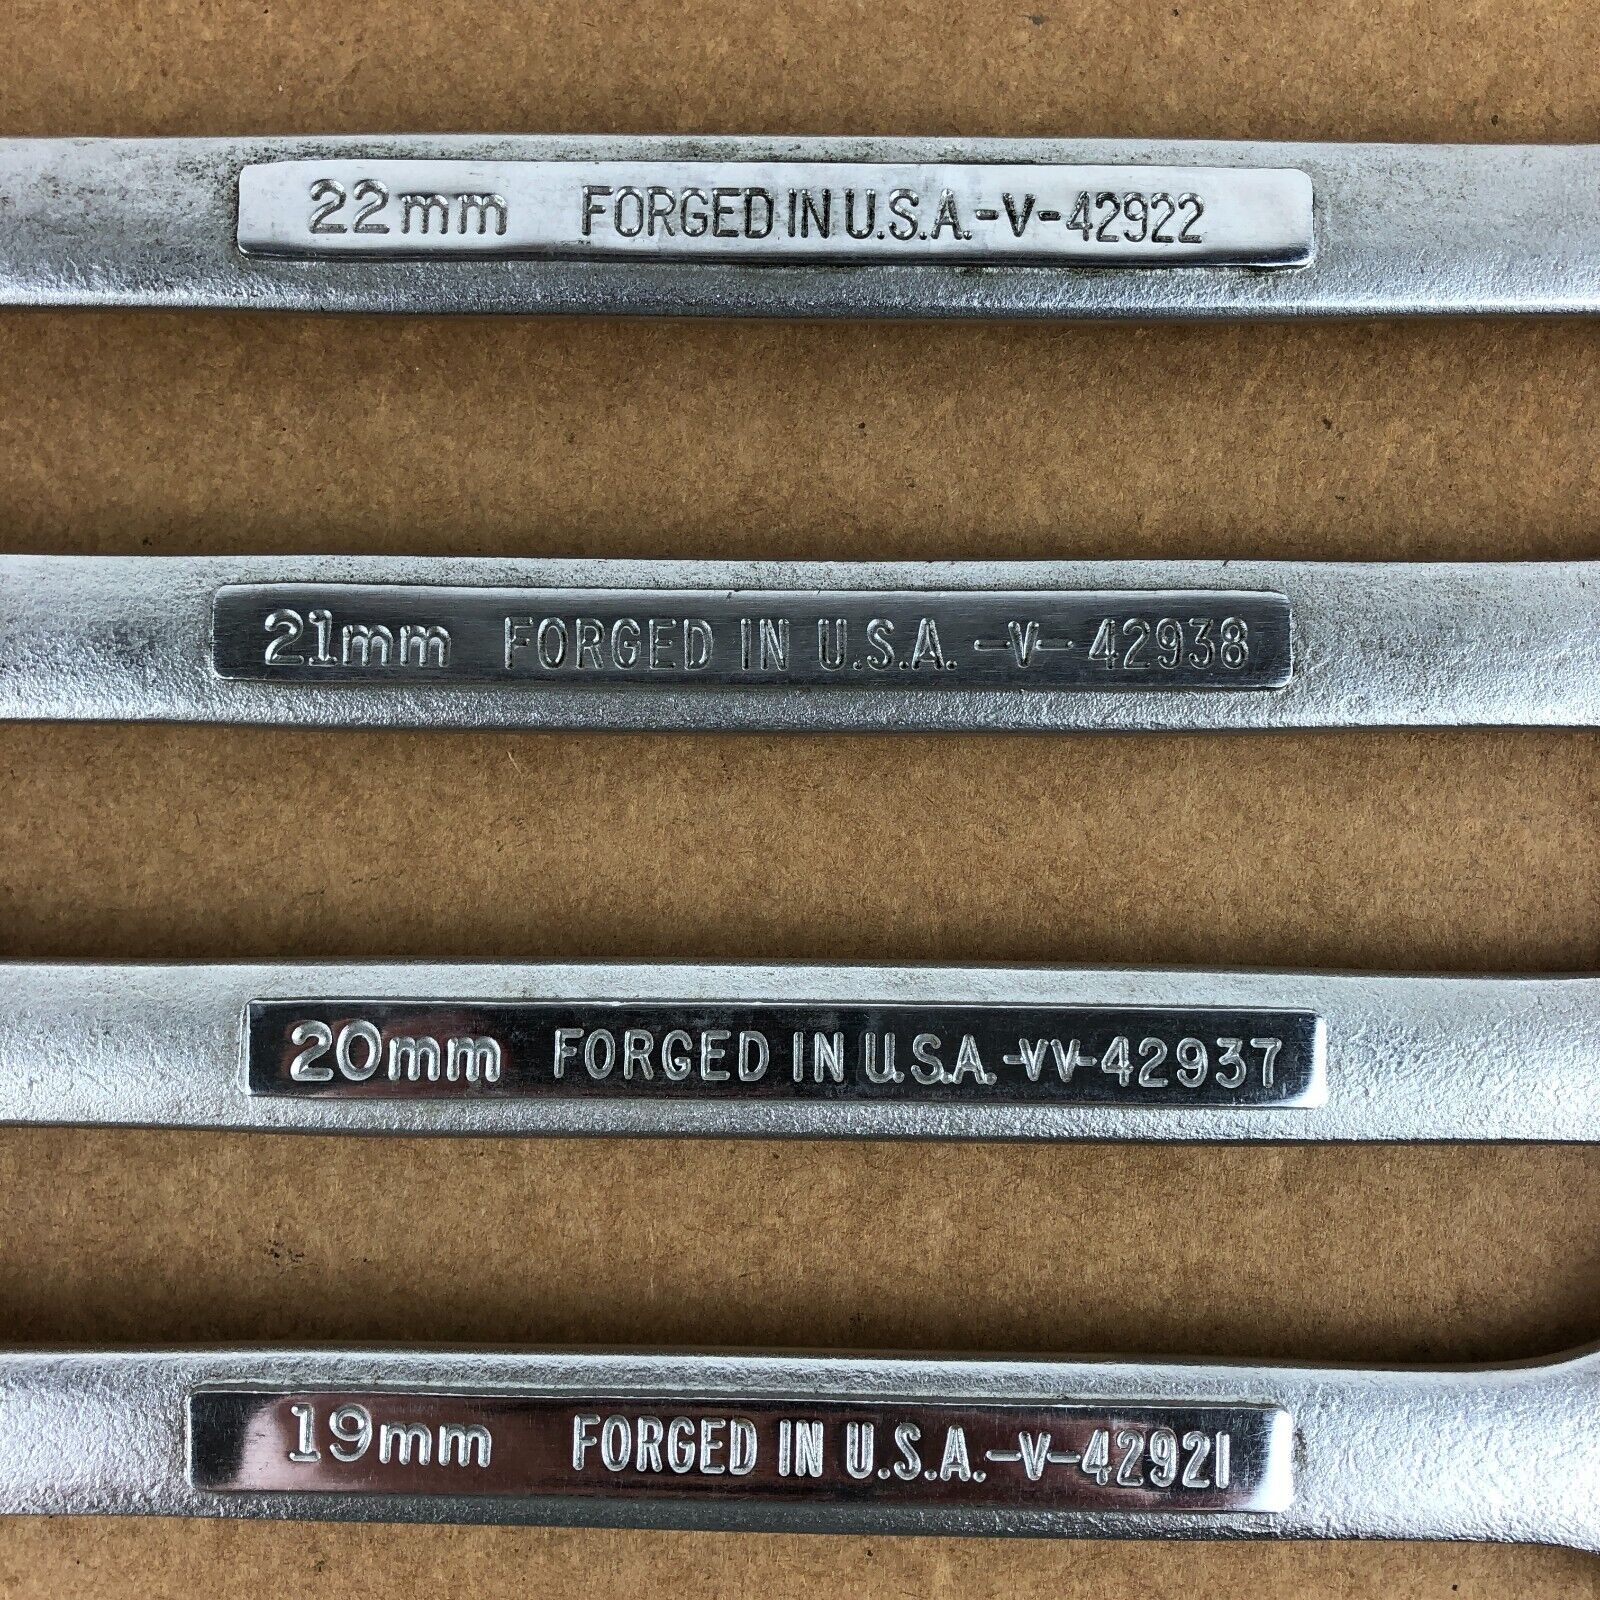 22mm FORGED IN U.S.A. -V- 42922
21mm FORGED IN U.S.A. -V- 42938
20mm FORGED IN U.S.A. -VV- 42937
19mm FORGED IN U.S.A. -V- 42921